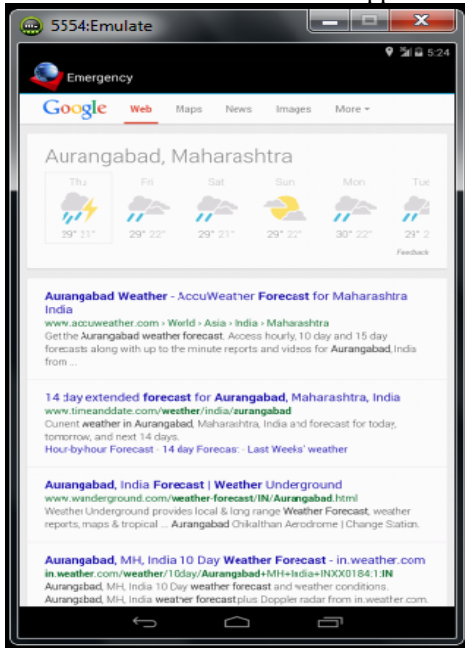 5554:Emulate
5:24
Emergency
Google Web Maps News Images More
Aurangabad, Maharashtra
Thu Fri Sat Sun Mon Tue
29° 21° 29° 22° 29° 21° 29° 22° 30° 22° 29° 2
Feedback
Aurangabad Weather - AccuWeather Forecast for Maharashtra
India
www.accuweather.com › World › Asia › India › Maharashtra
Get the Aurangabad weather forecast. Access hourly, 10 day and 15 day
forecasts along with up to the minute reports and videos for Aurangabad, India
from ...
14 day extended forecast for Aurangabad, Maharashtra, India
www.timeanddate.com/weather/india/aurangabad
Current weather in Aurangabad, Maharashtra, India and forecast for today,
tomorrow, and next 14 days.
Hour-by-hour Forecast · 14 day Forecast · Last Weeks' weather
Aurangabad, India Forecast | Weather Underground
www.wunderground.com/weather-forecast/IN/Aurangabad.html
Weather Underground provides local & long range Weather Forecast, weather
reports, maps & tropical ... Aurangabad Chikalthan Aerodrome | Change Station.
Aurangabad, MH, India 10 Day Weather Forecast - in.weather.com
in.weather.com/weather/10day/Aurangabad+MH+India+INXX0184:1:IN
Aurangabad, MH, India 10 Day weather forecast and weather conditions.
Aurangabad, MH, India weather forecast plus Doppler radar from in.weather.com.